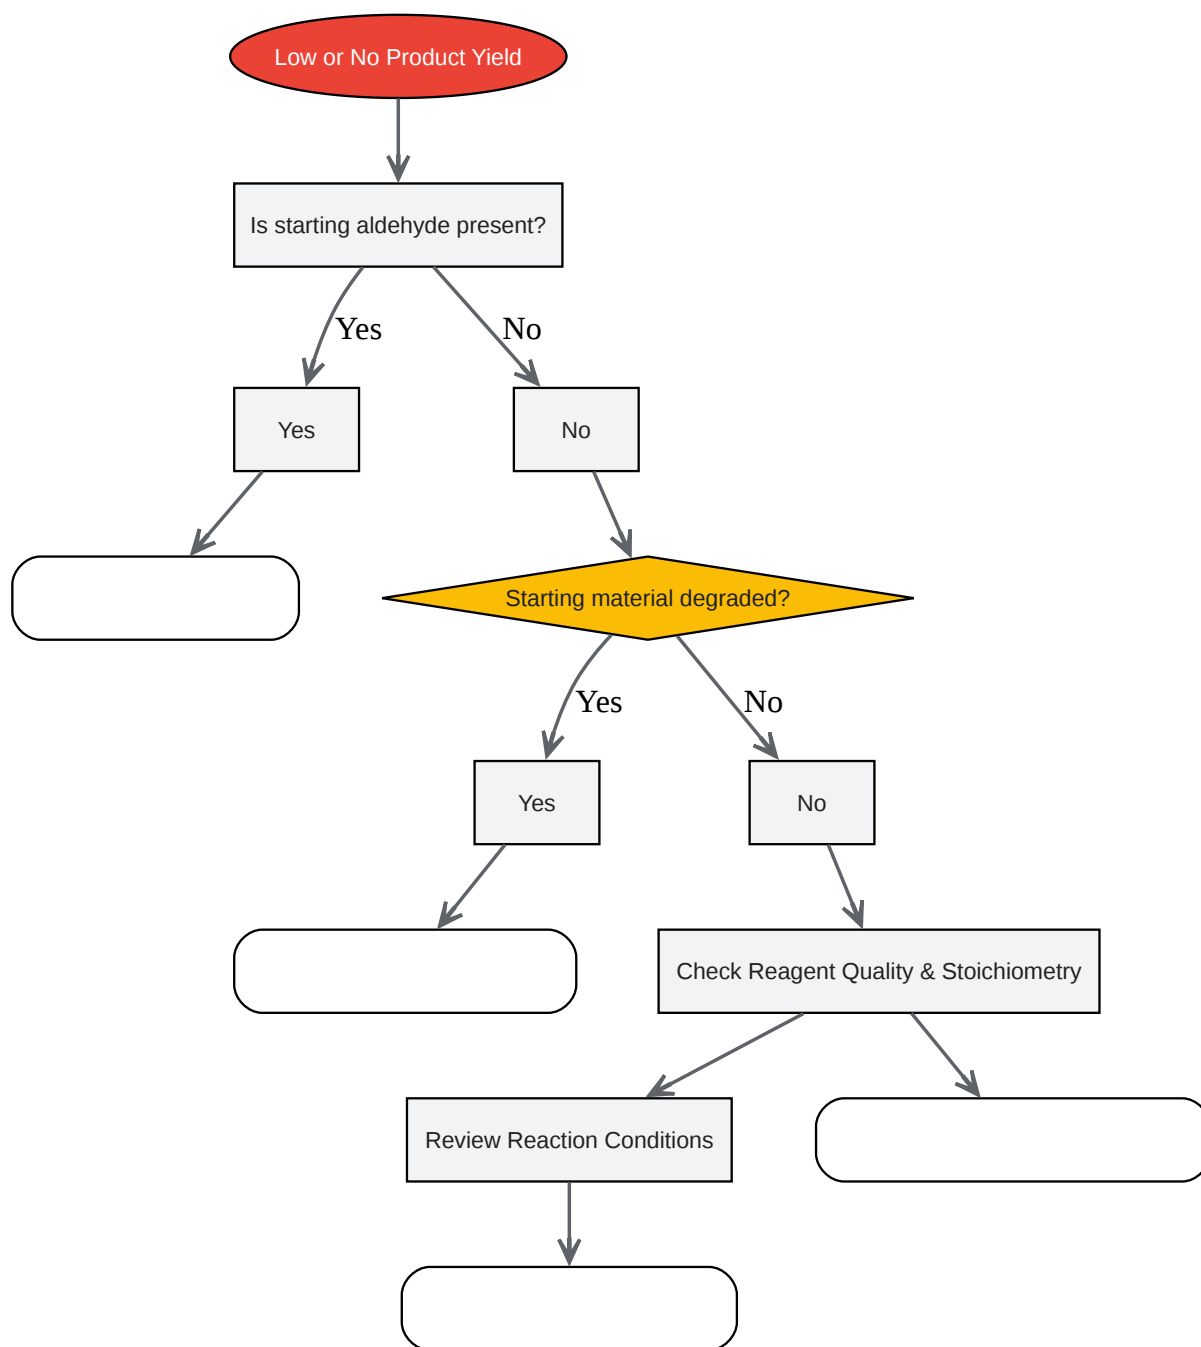 Low or No Product Yield
Is starting aldehyde present?
Yes
No
Yes
No
Starting material degraded?
Yes
No
Yes
No
Check Reagent Quality & Stoichiometry
Review Reaction Conditions